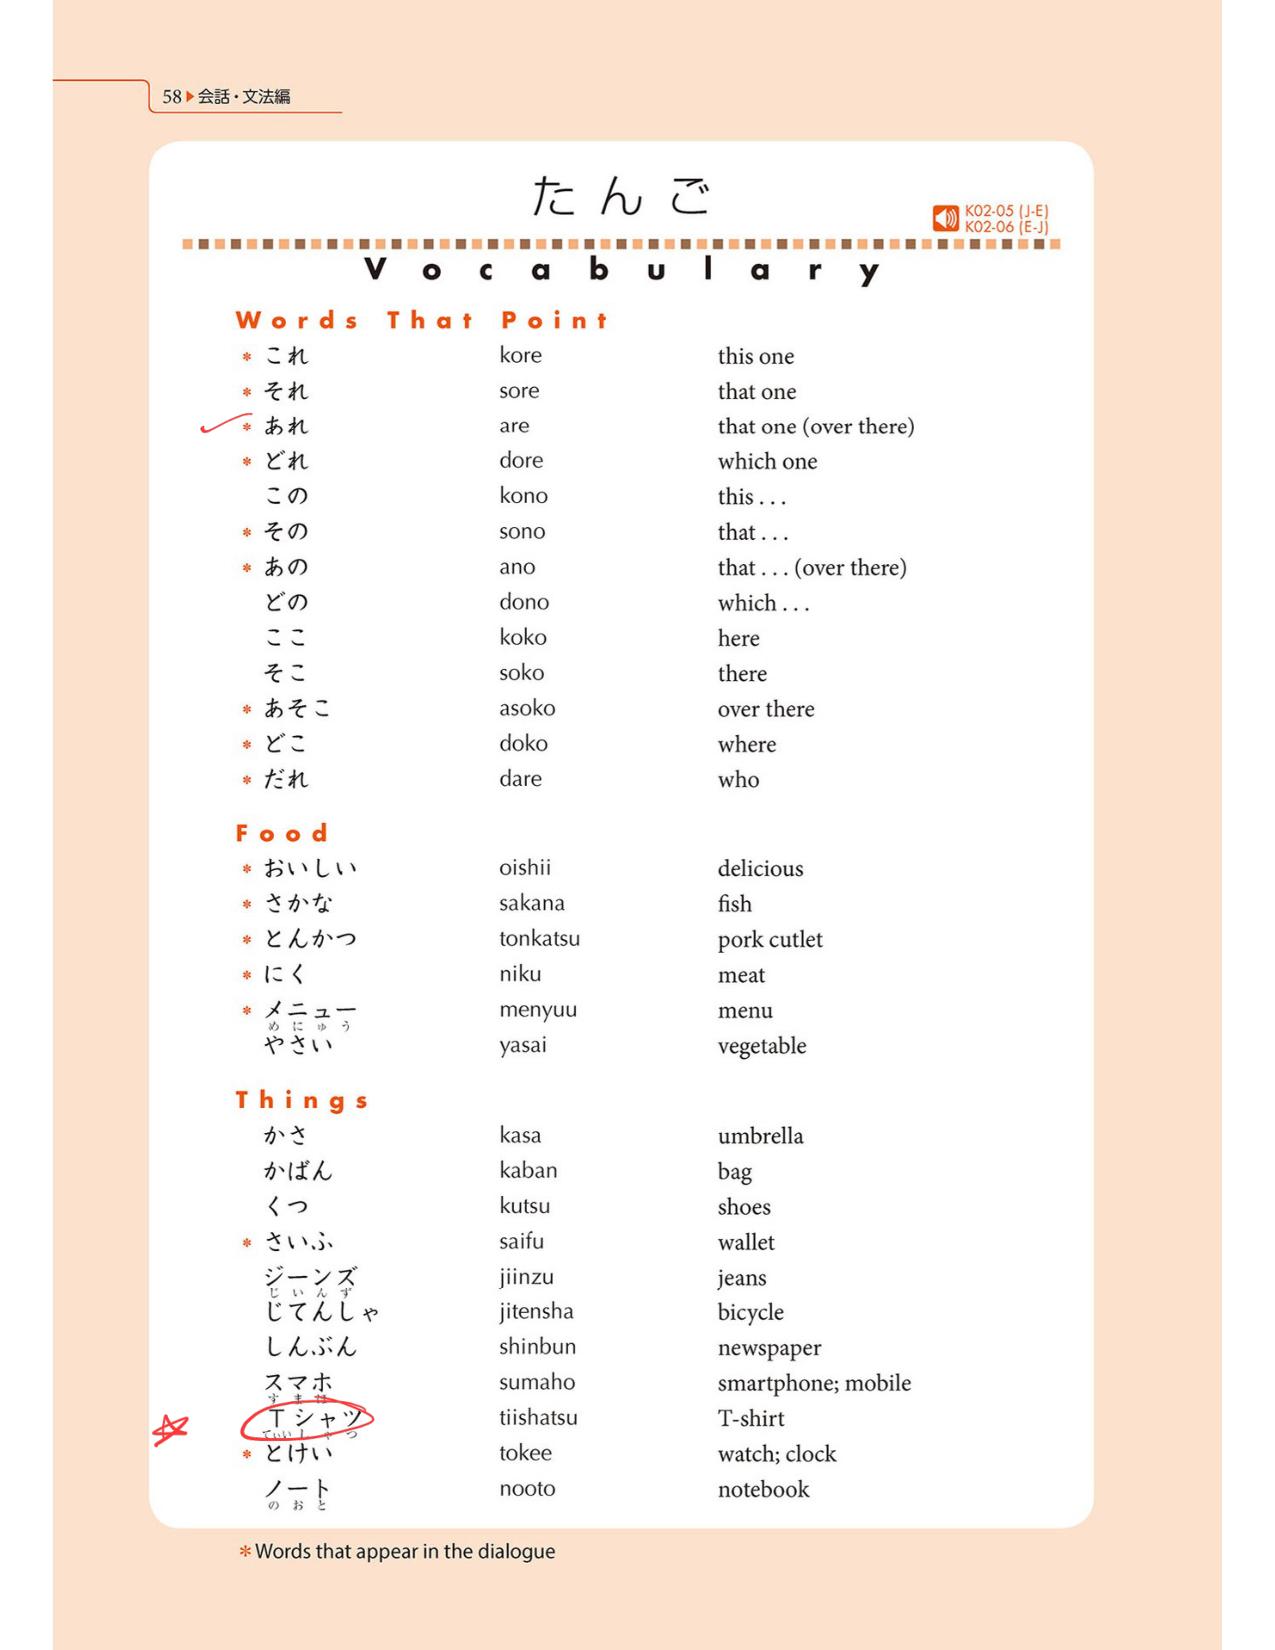 58▶会話・文法編
たんご
K02-05 (J-E)
K02-06 (E-J)
Vocabulary
Words That Point
* これ kore this one
* それ sore that one
* あれ are that one (over there)
* どれ dore which one
この kono this . . .
* その sono that . . .
* あの ano that . . . (over there)
どの dono which . . .
ここ koko here
そこ soko there
* あそこ asoko over there
* どこ doko where
* だれ dare who
Food
* おいしい oishii delicious
* さかな sakana fish
* とんかつ tonkatsu pork cutlet
* にく niku meat
* メニュー menyuu menu
めにゅう
やさい yasai vegetable
Things
かさ kasa umbrella
かばん kaban bag
くつ kutsu shoes
* さいふ saifu wallet
ジーンズ jiinzu jeans
じいんず
じてんしゃ jitensha bicycle
しんぶん shinbun newspaper
スマホ sumaho smartphone; mobile
すまほ
Tシャツ tiishatsu T-shirt
てぃいしゃつ
* とけい tokee watch; clock
ノート nooto notebook
のおと
* Words that appear in the dialogue